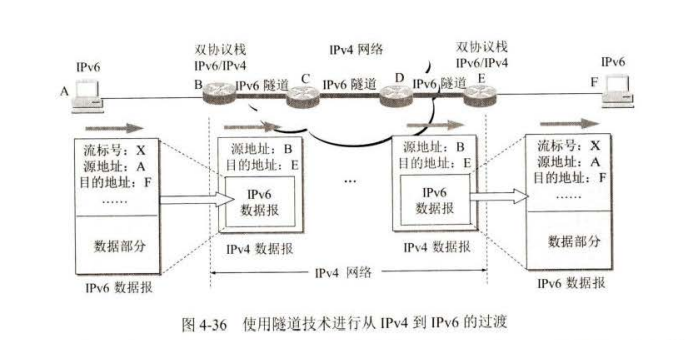 IPv6
双协议栈
IPv6/IPv4
IPv4 网络
双协议栈
IPv6/IPv4
IPv6
A
B
IPv6 隧道
C
IPv6 隧道
D
IPv6 隧道
E
F
流标号：X
源地址：A
目的地址：F
……
数据部分
IPv6 数据报
源地址：B
目的地址：E
IPv6
数据报
IPv4 数据报
…
源地址：B
目的地址：E
IPv6
数据报
IPv4 数据报
流标号：X
源地址：A
目的地址：F
……
数据部分
IPv6 数据报
IPv4 网络
图 4-36 使用隧道技术进行从 IPv4 到 IPv6 的过渡